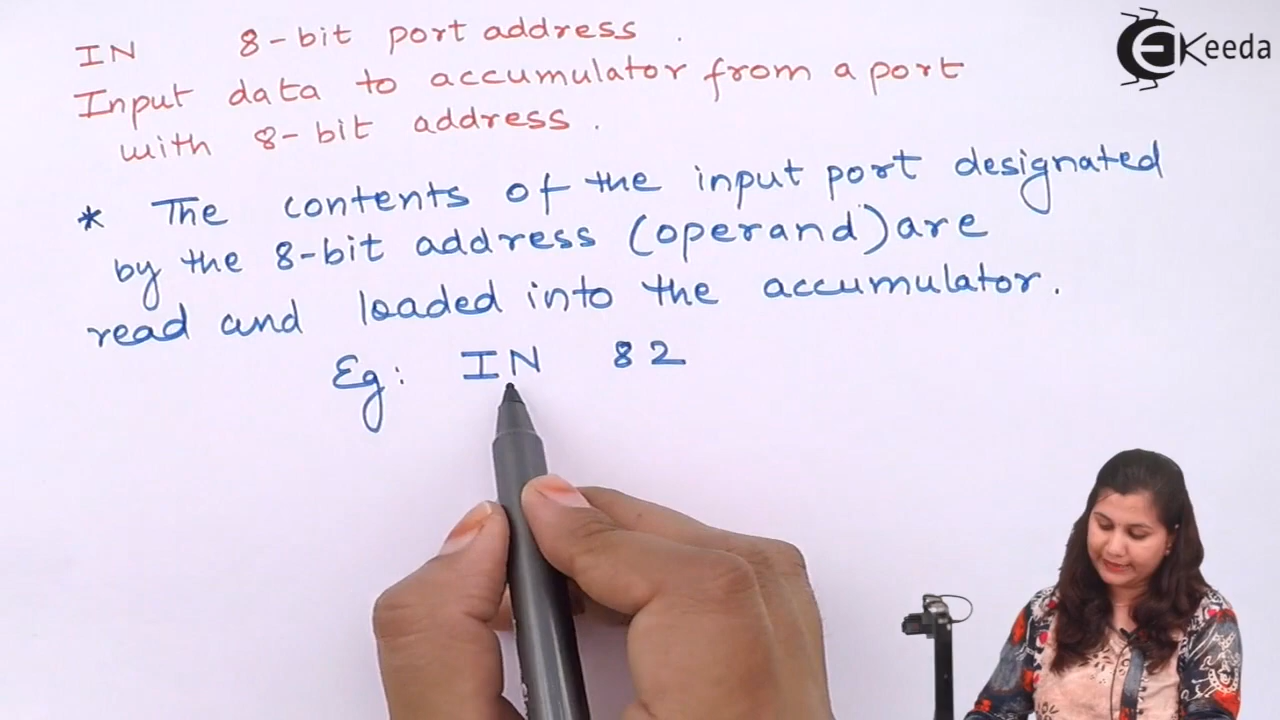 IN 8-bit port address.
Input data to accumulator from a port
with 8-bit address.
* The contents of the input port designated
by the 8-bit address (operand) are
read and loaded into the accumulator.
Eg: IN 82
EKeeda